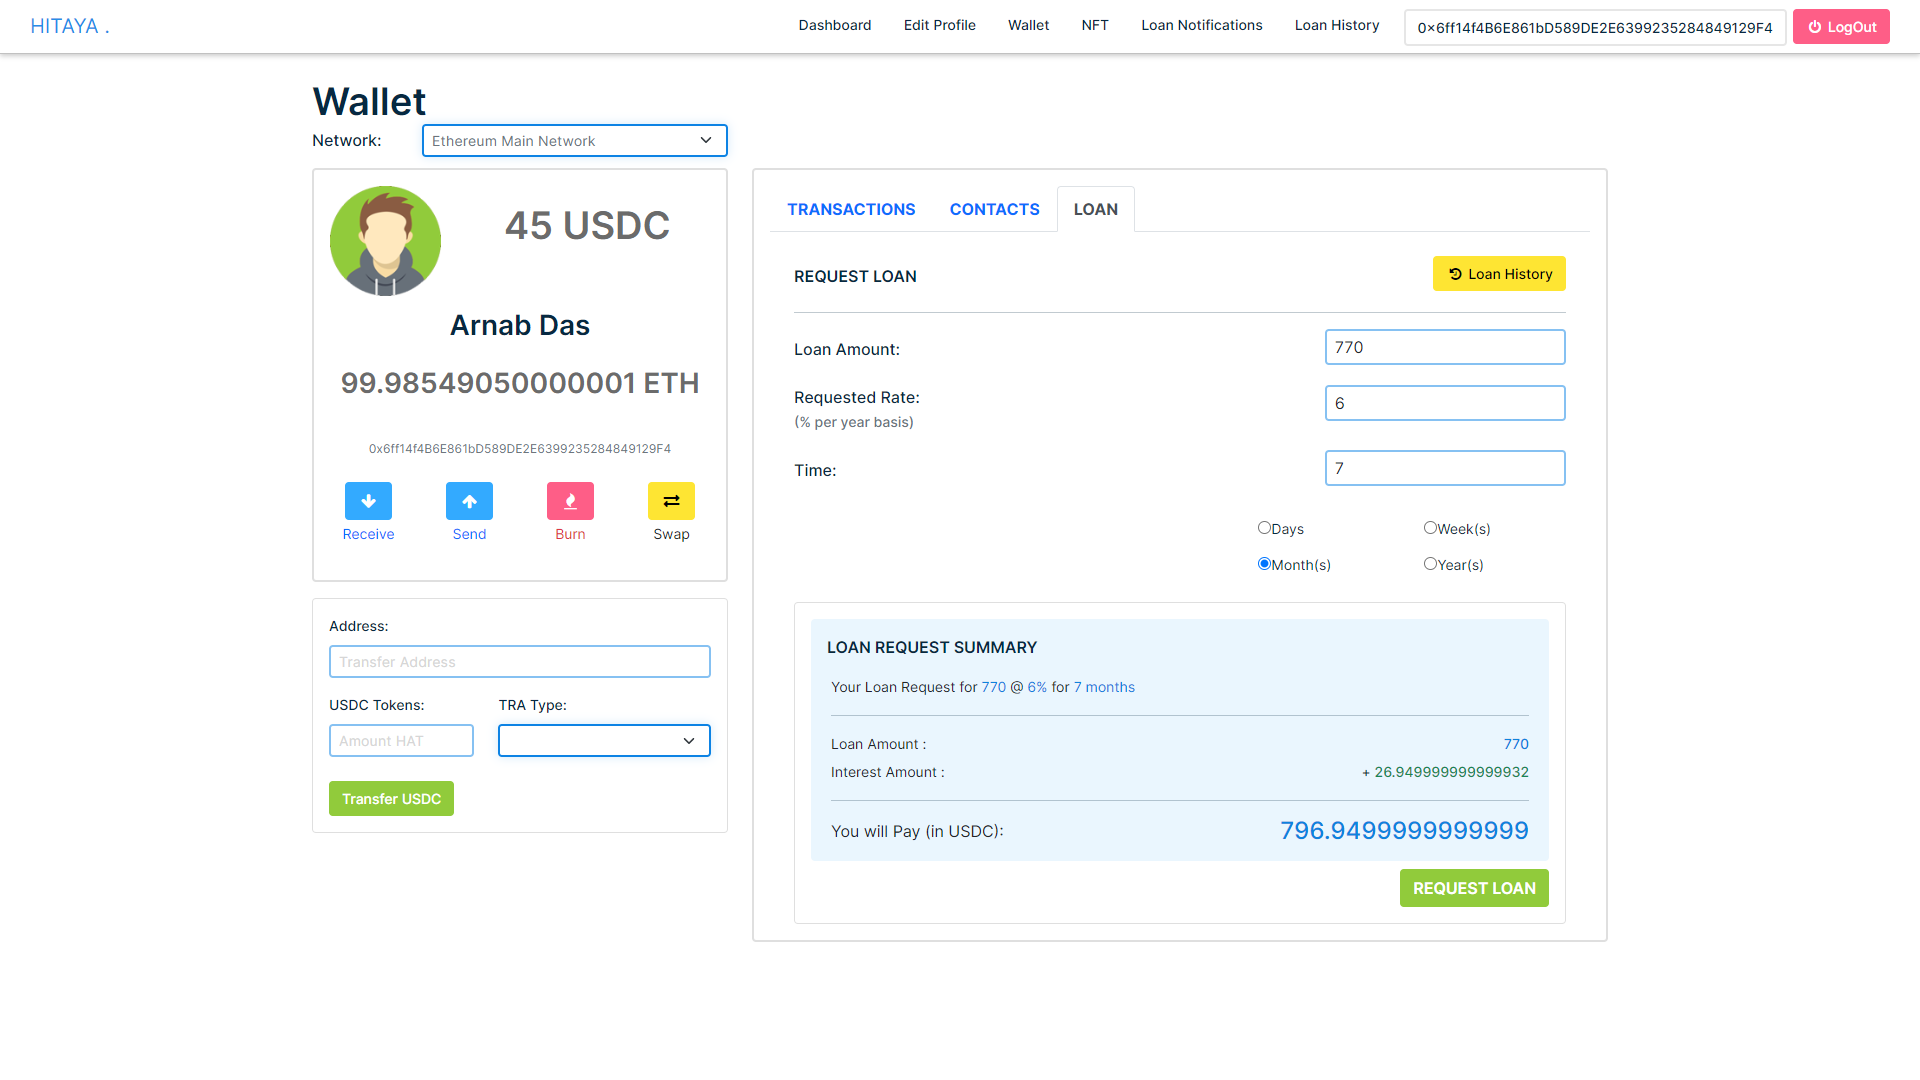 HITAYA .
Dashboard
Edit Profile
Wallet
NFT
Loan Notifications
Loan History
0x6ff14f4B6E861bD589DE2E6399235284849129F4
LogOut
Wallet
Network:
Ethereum Main Network
45 USDC
Arnab Das
99.98549050000001 ETH
0x6ff14f4B6E861bD589DE2E6399235284849129F4
Receive
Send
Burn
Swap
Address:
Transfer Address
USDC Tokens:
TRA Type:
Amount HAT
Transfer USDC
TRANSACTIONS
CONTACTS
LOAN
REQUEST LOAN
Loan History
Loan Amount:
770
Requested Rate:
(% per year basis)
6
Time:
7
Days
Week(s)
Month(s)
Year(s)
LOAN REQUEST SUMMARY
Your Loan Request for 770 @ 6% for 7 months
Loan Amount :
770
Interest Amount :
+ 26.949999999999932
You will Pay (in USDC):
796.9499999999999
REQUEST LOAN